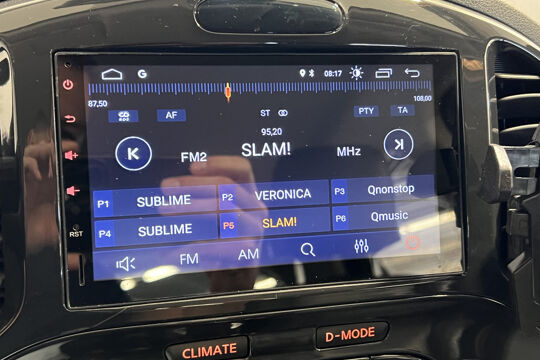 G 08:17
87,50 108,00
RDS AF ST PTY TA
95,20
FM2 SLAM! MHz
P1 SUBLIME P2 VERONICA P3 Qnonstop
P4 SUBLIME P5 SLAM! P6 Qmusic
FM AM
RST
CLIMATE D-MODE